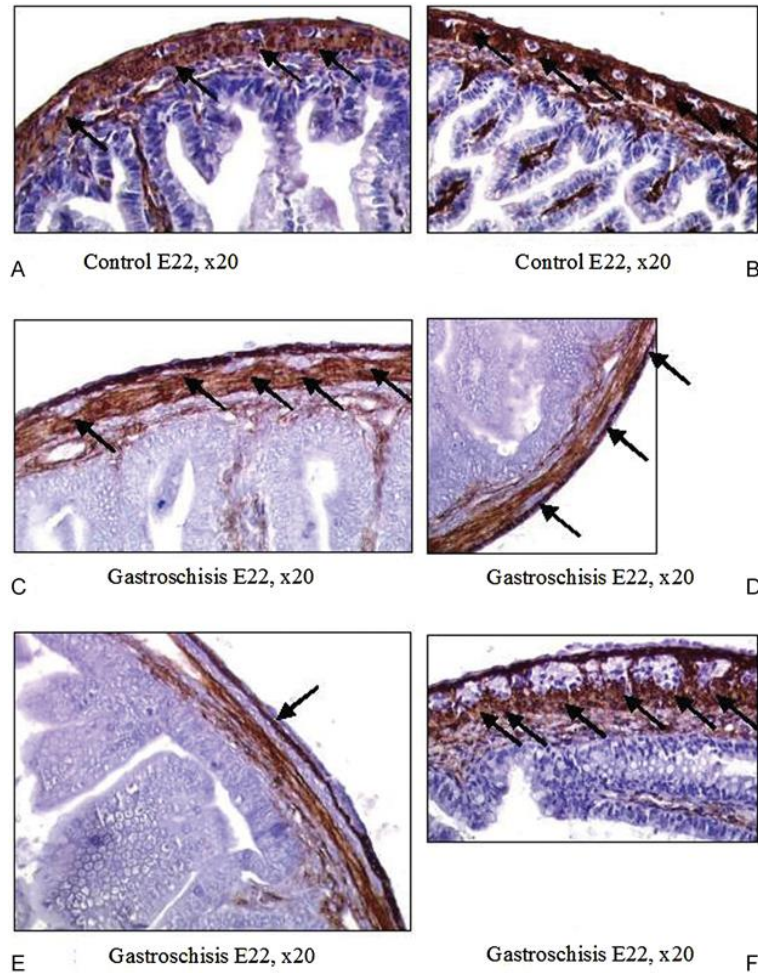 Control E22, x20
A
Control E22, x20
B
Gastroschisis E22, x20
C
Gastroschisis E22, x20
D
Gastroschisis E22, x20
E
Gastroschisis E22, x20
F